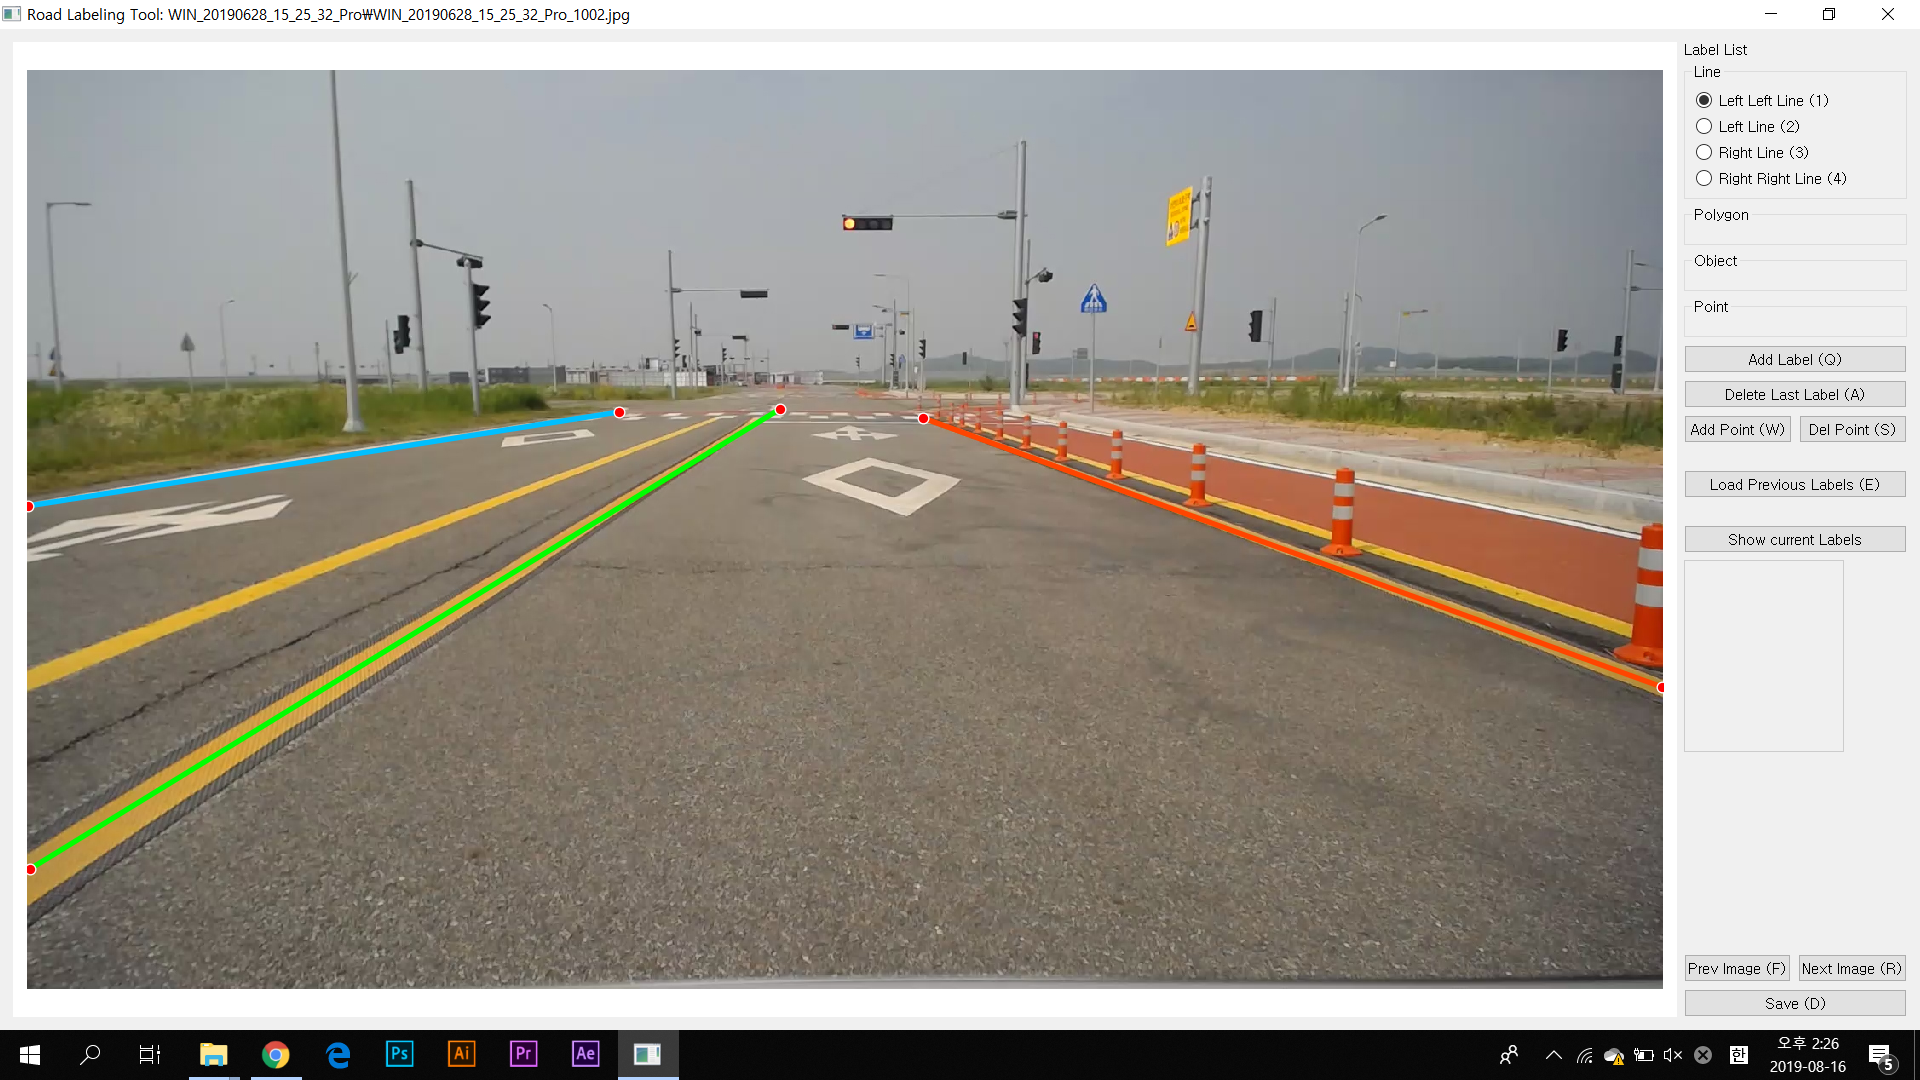 Road Labeling Tool: WIN_20190628_15_25_32_Pro₩WIN_20190628_15_25_32_Pro_1002.jpg
Label List
Line
Left Left Line (1)
Left Line (2)
Right Line (3)
Right Right Line (4)
Polygon
Object
Point
Add Label (Q)
Delete Last Label (A)
Add Point (W) Del Point (S)
Load Previous Labels (E)
Show current Labels
Prev Image (F) Next Image (R)
Save (D)
Ps Ai Pr Ae
한
오후 2:26
2019-08-16
5